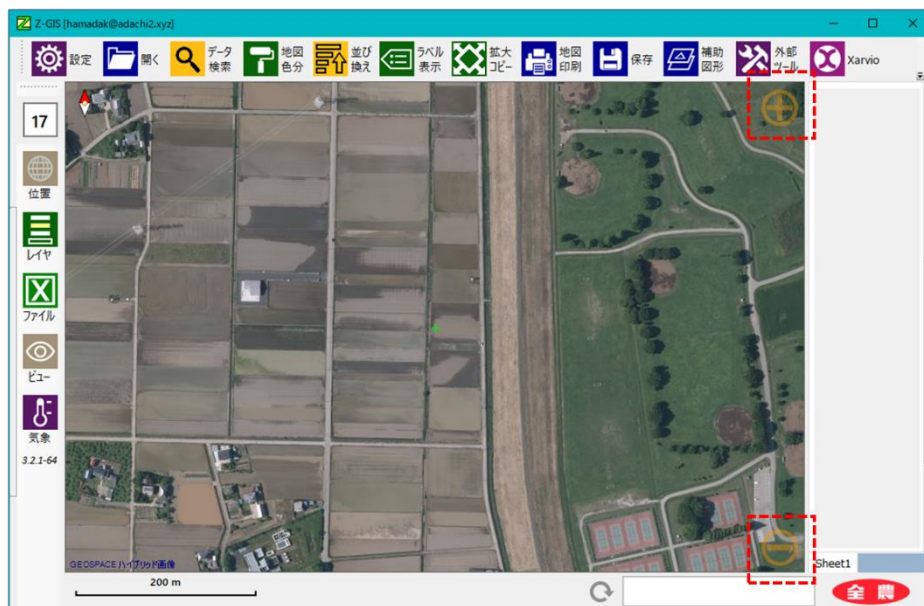 Z-GIS [hamadak@adachi2.xyz]
設定
開く
データ
検索
地図
色分
並び
換え
ラベル
表示
拡大
コピー
地図
印刷
保存
補助
図形
外部
ツール
Xarvio
17
位置
レイヤ
ファイル
ビュー
気象
3.2.1-64
GEOSPACE ハイブリッド画像
200 m
Sheet1
全農